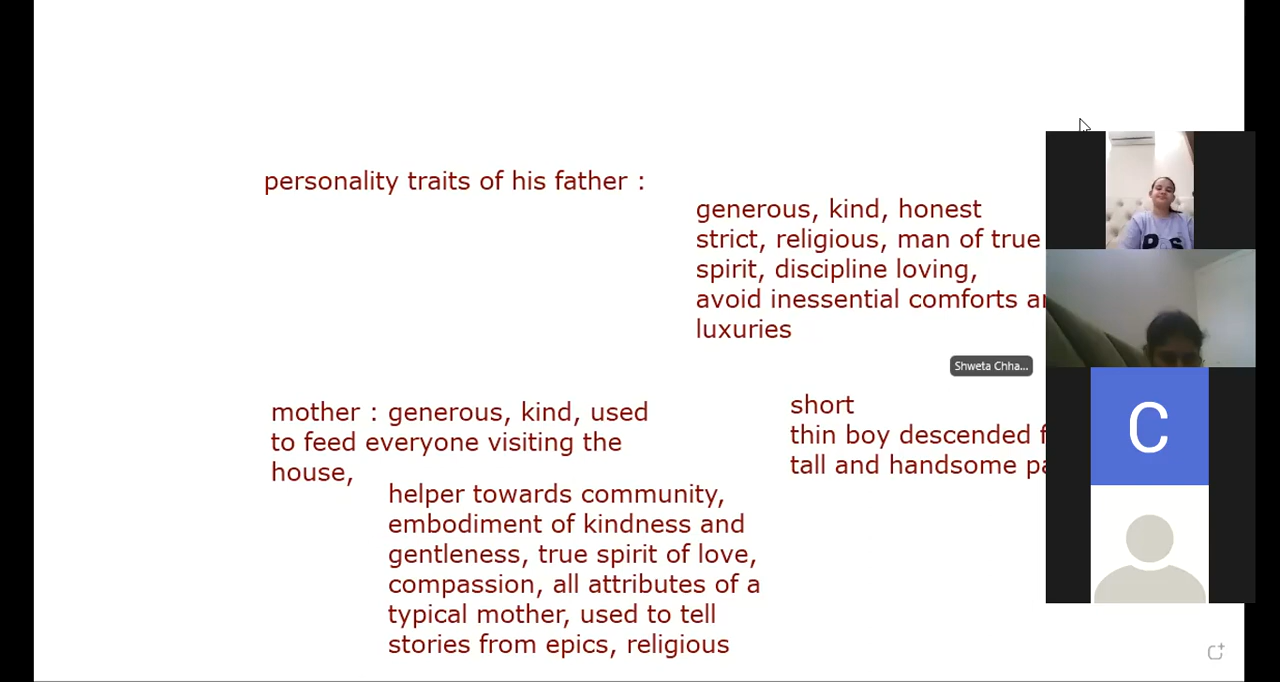 personality traits of his father :
generous, kind, honest
strict, religious, man of true
spirit, discipline loving,
avoid inessential comforts
luxuries
Shweta Chha...
mother : generous, kind, used
to feed everyone visiting the
house,
short
thin boy descended
tall and handsome
helper towards community,
embodiment of kindness and
gentleness, true spirit of love,
compassion, all attributes of a
typical mother, used to tell
stories from epics, religious
C